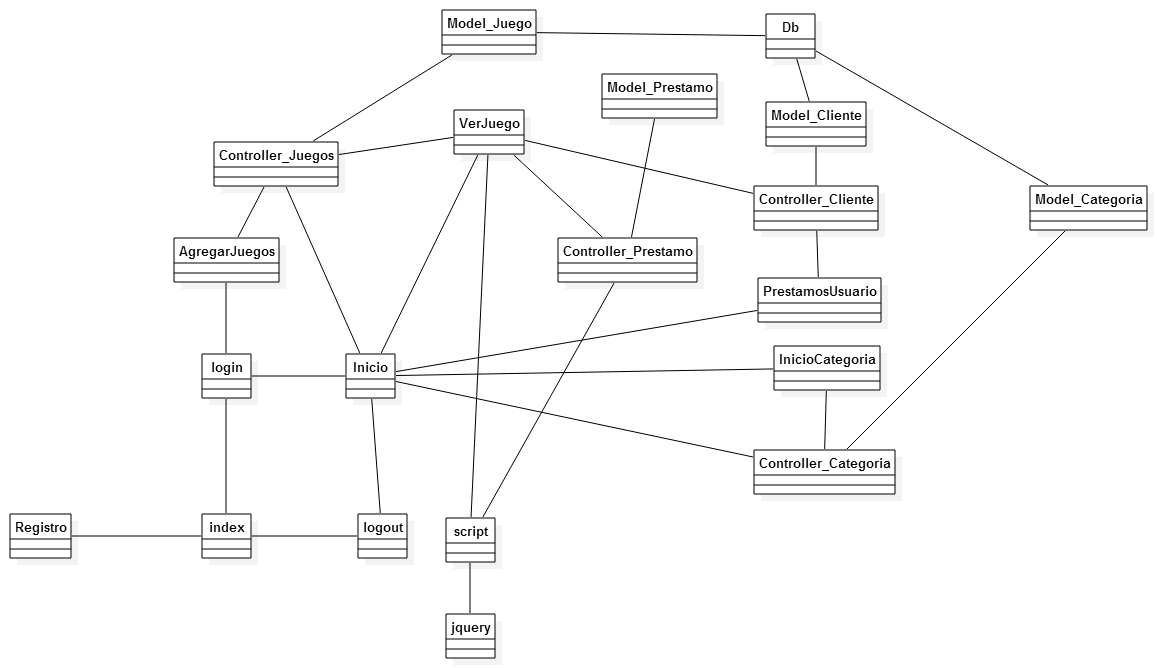 Model_Juego
Db
Model_Prestamo
Model_Cliente
VerJuego
Controller_Juegos
Controller_Cliente
Model_Categoria
AgregarJuegos
Controller_Prestamo
PrestamosUsuario
InicioCategoria
login
Inicio
Controller_Categoria
Registro
index
logout
script
jquery